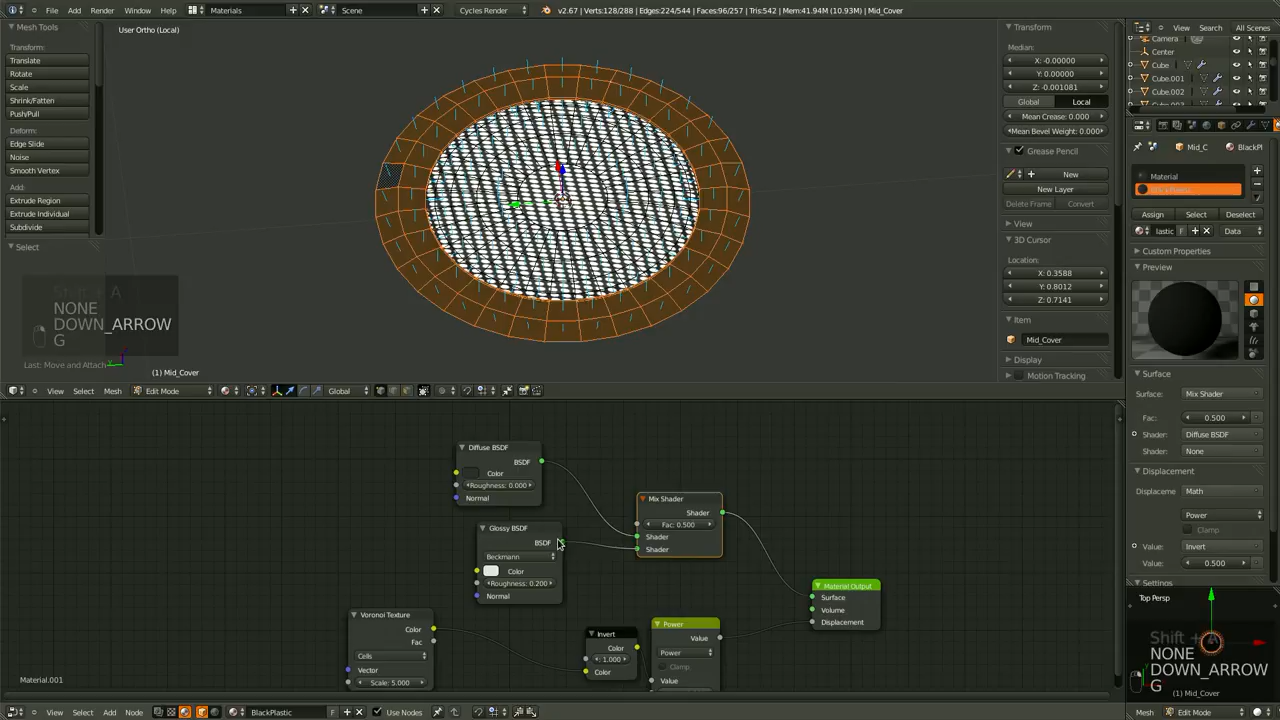 File Add Render Window Help Materials Scene Cycles Render v2.67 | Verts:128/288 | Edges:224/544 | Faces:96/257 | Tris:542 | Mem:41.94M (10.93M) | Mid_Cover
View Search All Scenes
Mesh Tools
Transform:
Translate
Rotate
Scale
Shrink/Fatten
Push/Pull
Deform:
Edge Slide
Noise
Smooth Vertex
Add:
Extrude Region
Extrude Individual
Subdivide
Select
User Ortho (Local)
Shift + A
NONE
DOWN_ARROW
G
Last: Move and Attach
(1) Mid_Cover
Transform
Median:
X: -0.00000
Y: 0.00000
Z: -0.001081
Global Local
Mean Crease: 0.000
Mean Bevel Weight: 0.000
Grease Pencil
New
New Layer
Delete Frame Convert
View
3D Cursor
Location:
X: 0.3588
Y: 0.8012
Z: 0.7141
Item
Mid_Cover
Display
Motion Tracking
Camera
Center
Cube
Cube.001
Cube.002
Mid_C BlackPl
Material
Assign Select Deselect
lastic F Data
Custom Properties
Preview
Surface
Surface: Mix Shader
Fac: 0.500
Shader: Diffuse BSDF
Shader: None
Displacement
Displaceme Math
Power
Clamp
Value: Invert
Value: 0.500
Settings
View Select Mesh Edit Mode Global
Diffuse BSDF
BSDF
Color
Roughness: 0.000
Normal
Glossy BSDF
BSDF
Beckmann
Color
Roughness: 0.200
Normal
Mix Shader
Shader
Fac: 0.500
Shader
Shader
Material Output
Surface
Volume
Displacement
Voronoi Texture
Color
Fac
Cells
Vector
Scale: 5.000
Invert
Color
: 1.000
Color
Power
Value
Power
Clamp
Value
Material.001
Top Persp
Shift + A
NONE
DOWN_ARROW
G
(1) Mid_Cover
View Select Add Node BlackPlastic F Use Nodes
Mesh Edit Mode